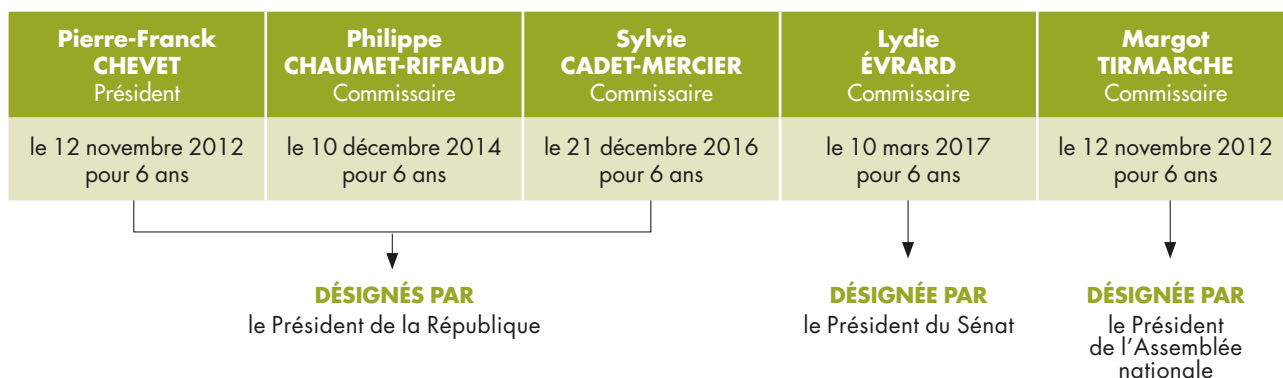 Pierre-Franck
CHEVET
Président
Philippe
CHAUMET-RIFFAUD
Commissaire
Sylvie
CADET-MERCIER
Commissaire
Lydie
ÉVRARD
Commissaire
Margot
TIRMARCHE
Commissaire
le 12 novembre 2012
pour 6 ans
le 10 décembre 2014
pour 6 ans
le 21 décembre 2016
pour 6 ans
le 10 mars 2017
pour 6 ans
le 12 novembre 2012
pour 6 ans
DÉSIGNÉS PAR
le Président de la République
DÉSIGNÉE PAR
le Président du Sénat
DÉSIGNÉE PAR
le Président
de l'Assemblée
nationale